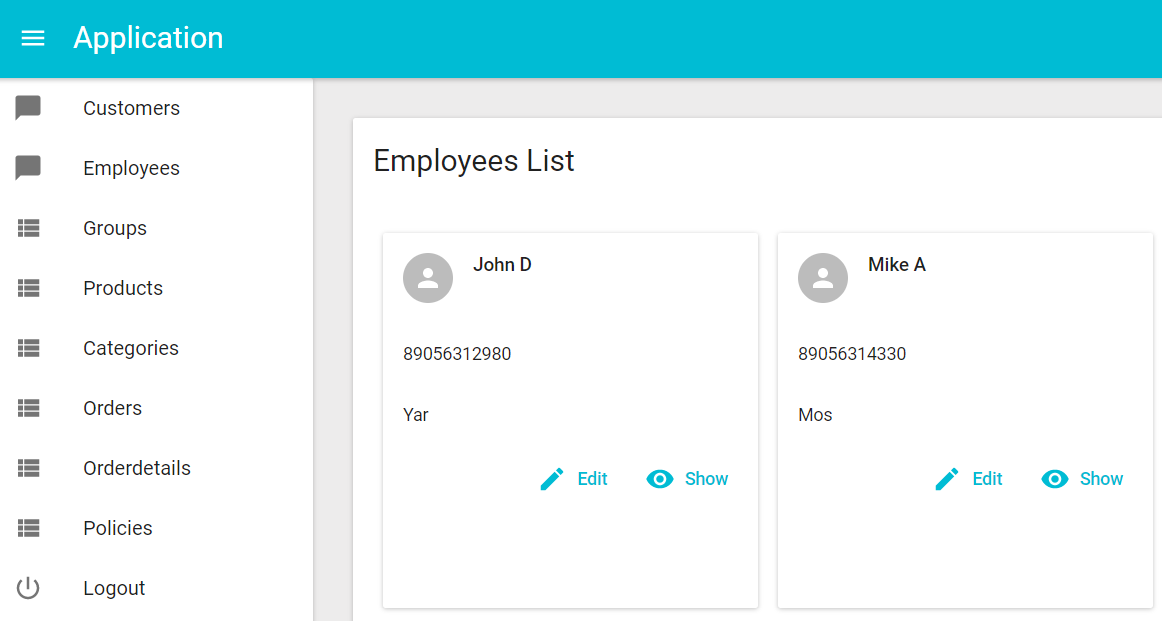 Application
Customers
Employees
Groups
Products
Categories
Orders
Orderdetails
Policies
Logout
Employees List
John D
89056312980
Yar
Edit Show
Mike A
89056314330
Mos
Edit Show